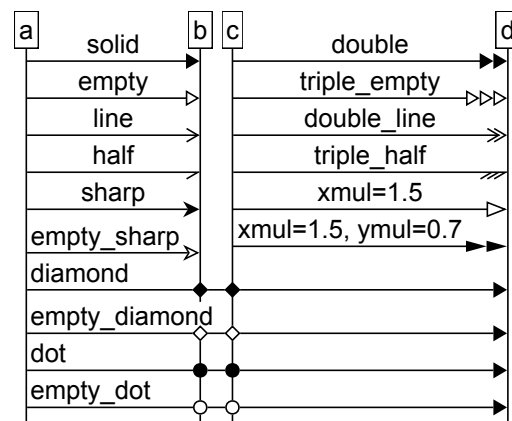 a b c d
solid double
empty triple_empty
line double_line
half triple_half
sharp xmul=1.5
empty_sharp xmul=1.5, ymul=0.7
diamond
empty_diamond
dot
empty_dot